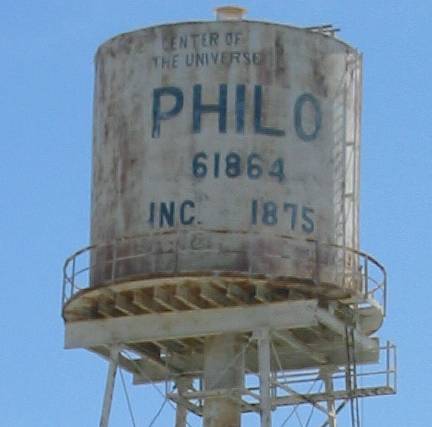 CENTER OF
THE UNIVERSE
PHILO
61864
INC. 1875